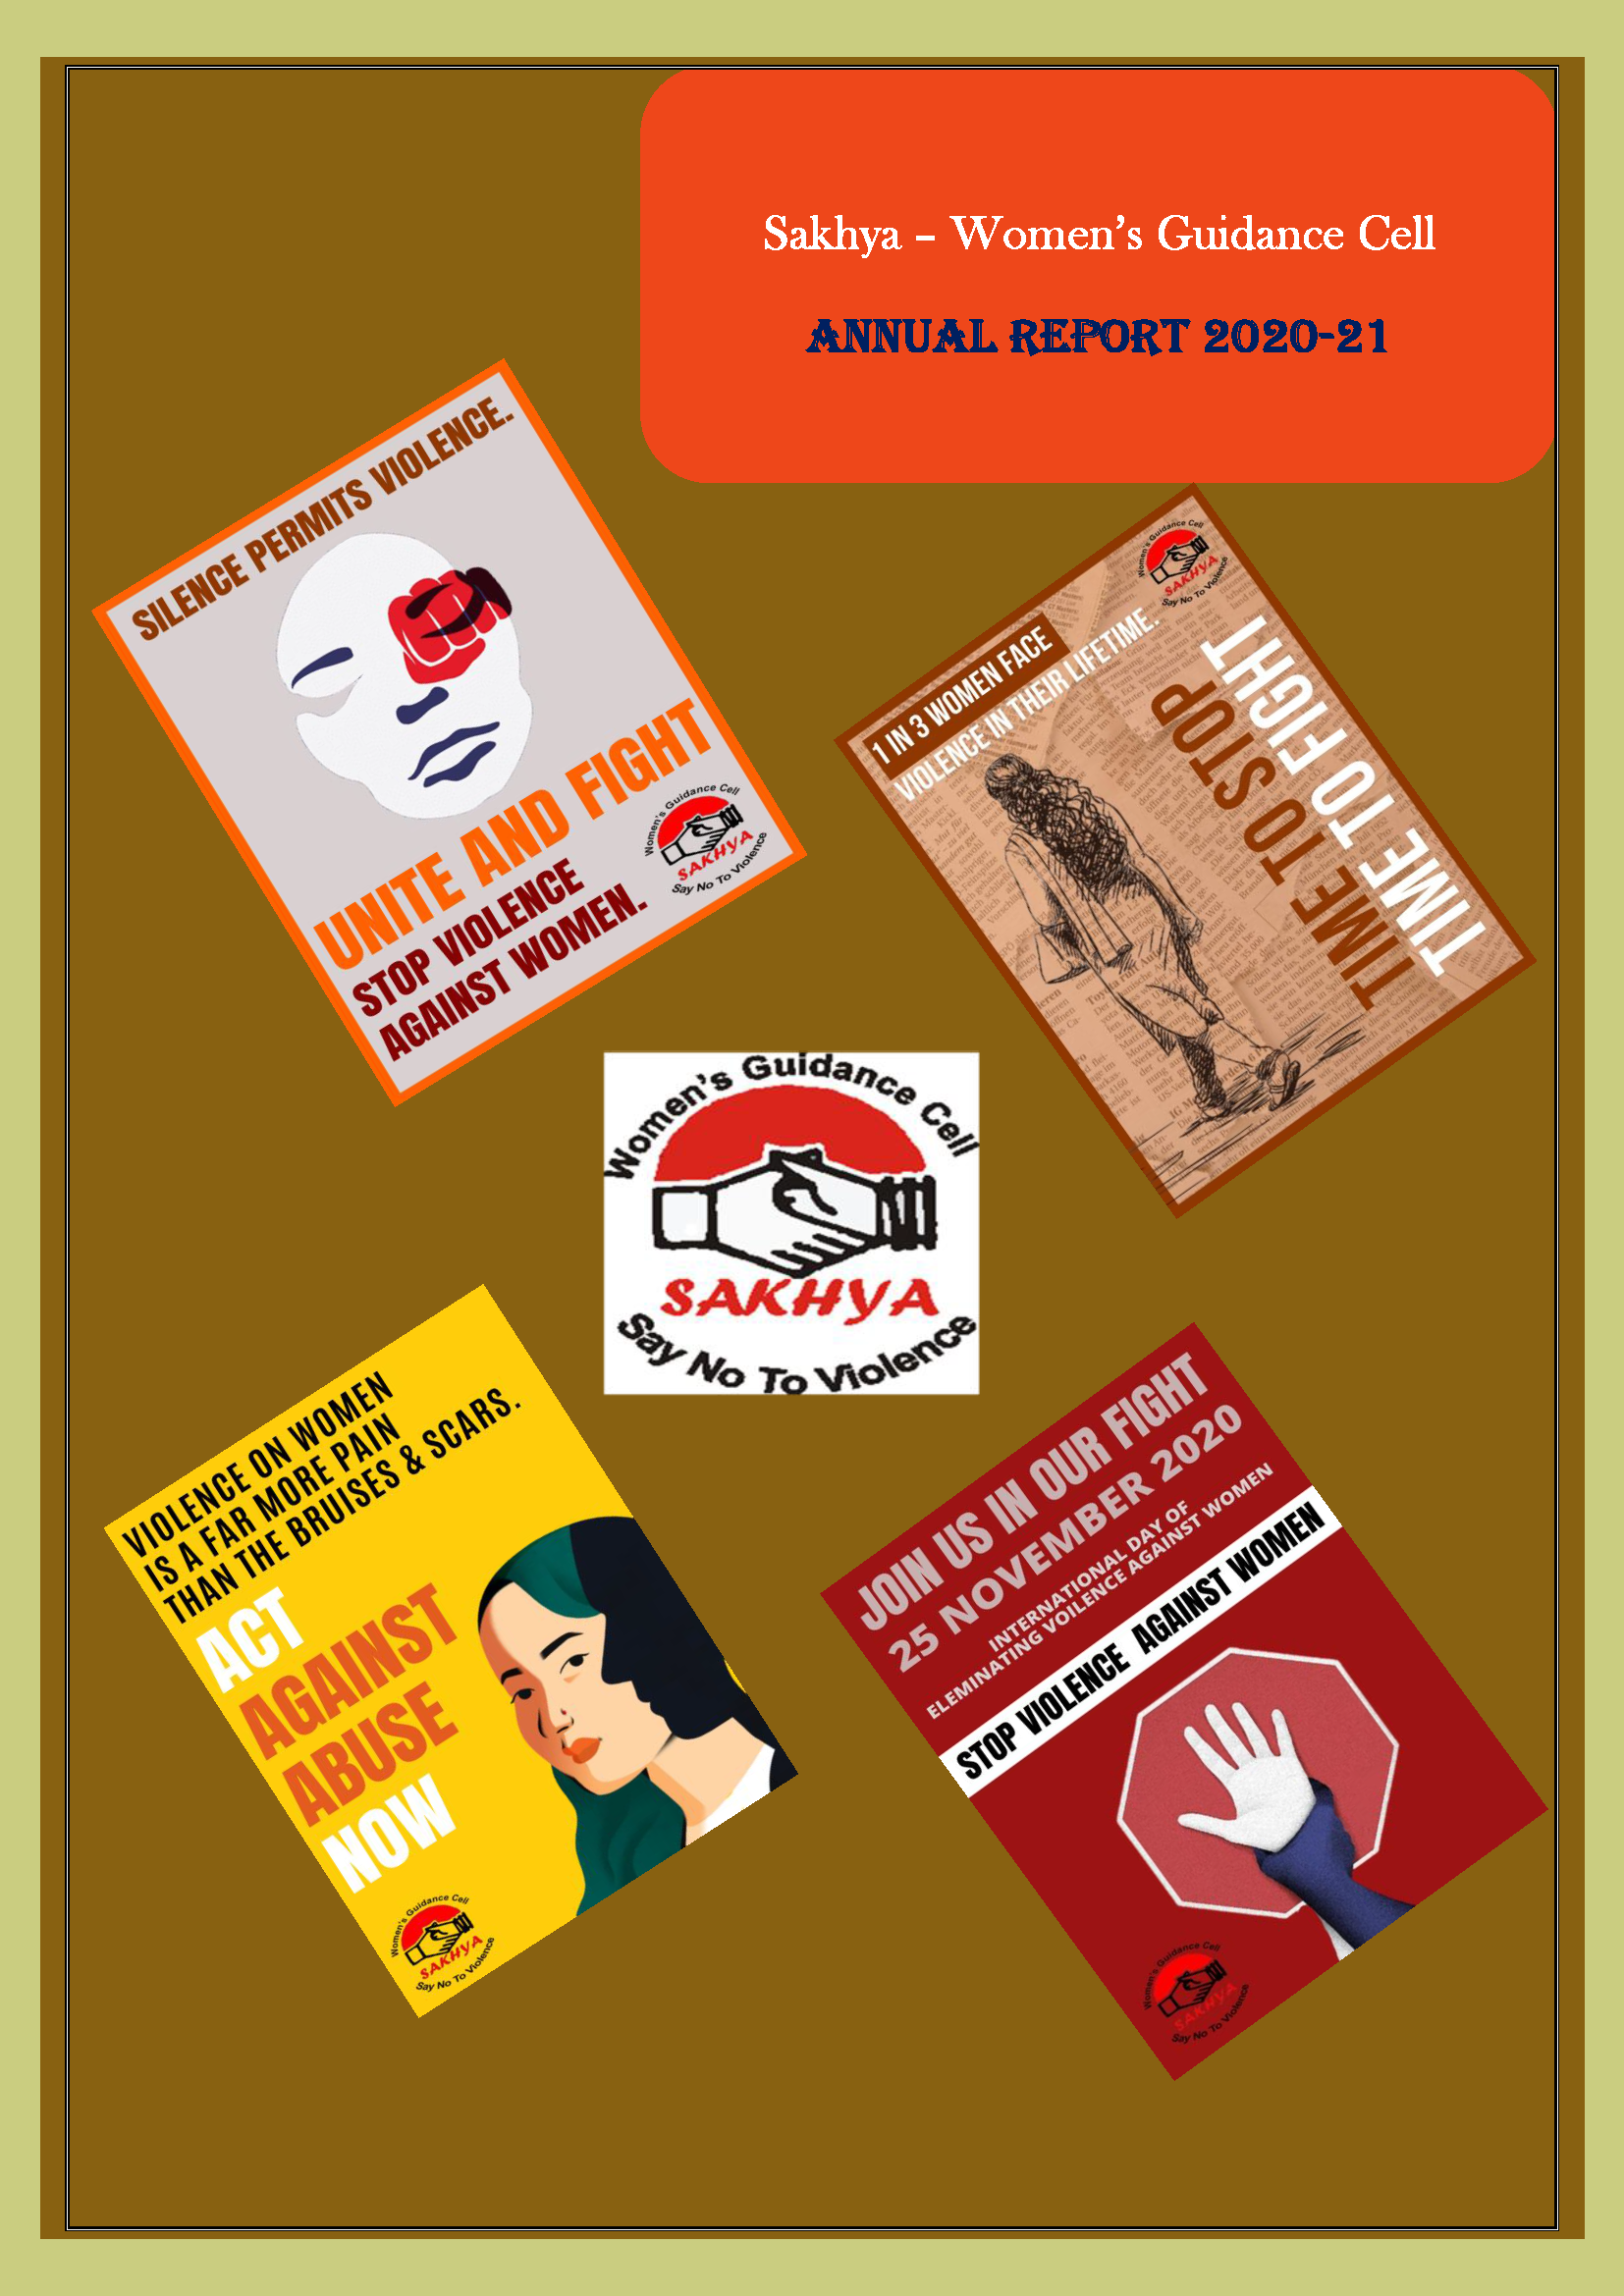 Sakhya – Women's Guidance Cell
ANNUAL REPORT 2020-21
SILENCE PERMITS VIOLENCE.
UNITE AND FIGHT
STOP VIOLENCE
AGAINST WOMEN.
Women's Guidance Cell
SAKHYA
Say No To Violence
Women's Guidance Cell
SAKHYA
Say No To Violence
1 IN 3 WOMEN FACE
VIOLENCE IN THEIR LIFETIME.
TIME TO STOP
TIME TO FIGHT
Women's Guidance Cell
SAKHYA
Say No To Violence
VIOLENCE ON WOMEN
IS A FAR MORE PAIN
THAN THE BRUISES & SCARS.
ACT
AGAINST
ABUSE
NOW
Women's Guidance Cell
SAKHYA
Say No To Violence
JOIN US IN OUR FIGHT
25 NOVEMBER 2020
INTERNATIONAL DAY OF
ELEMINATING VOILENCE AGAINST WOMEN
STOP VIOLENCE AGAINST WOMEN
Women's Guidance Cell
SAKHYA
Say No To Violence